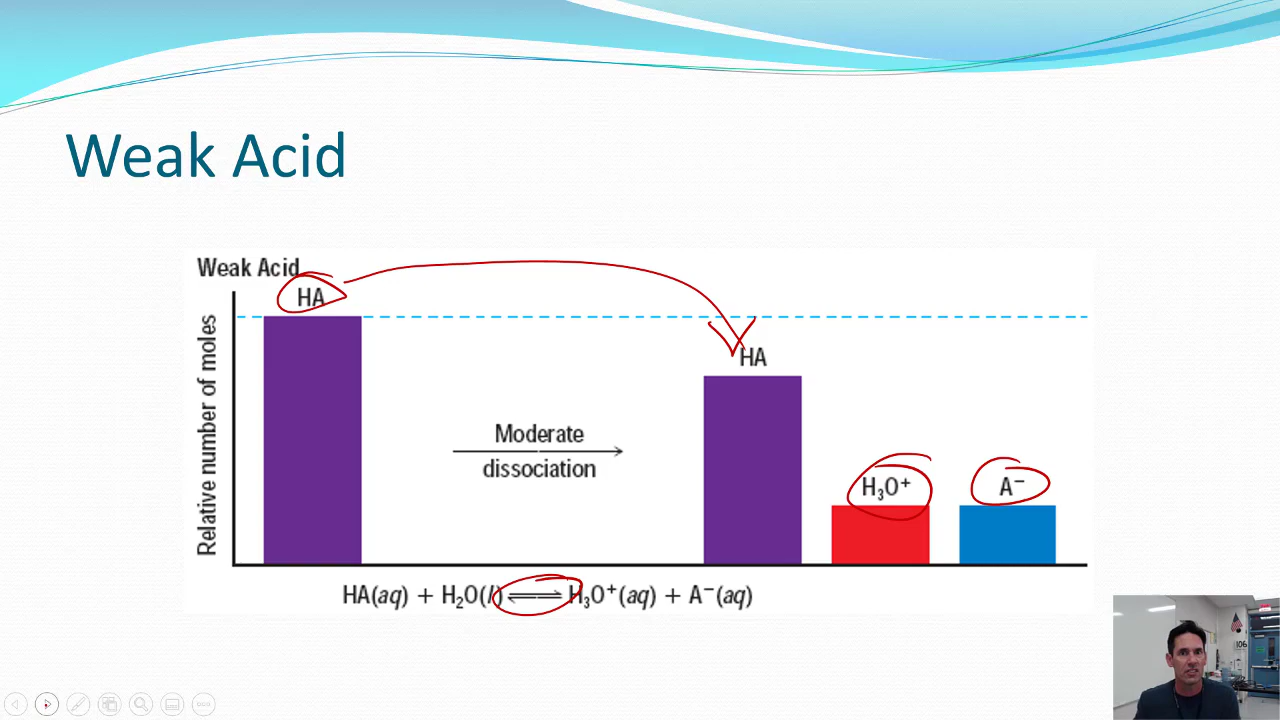 Weak Acid
Weak Acid
HA
Relative number of moles
HA
Moderate
dissociation
H₃O⁺
A⁻
HA(aq) + H₂O(l) ⇌ H₃O⁺(aq) + A⁻(aq)
106